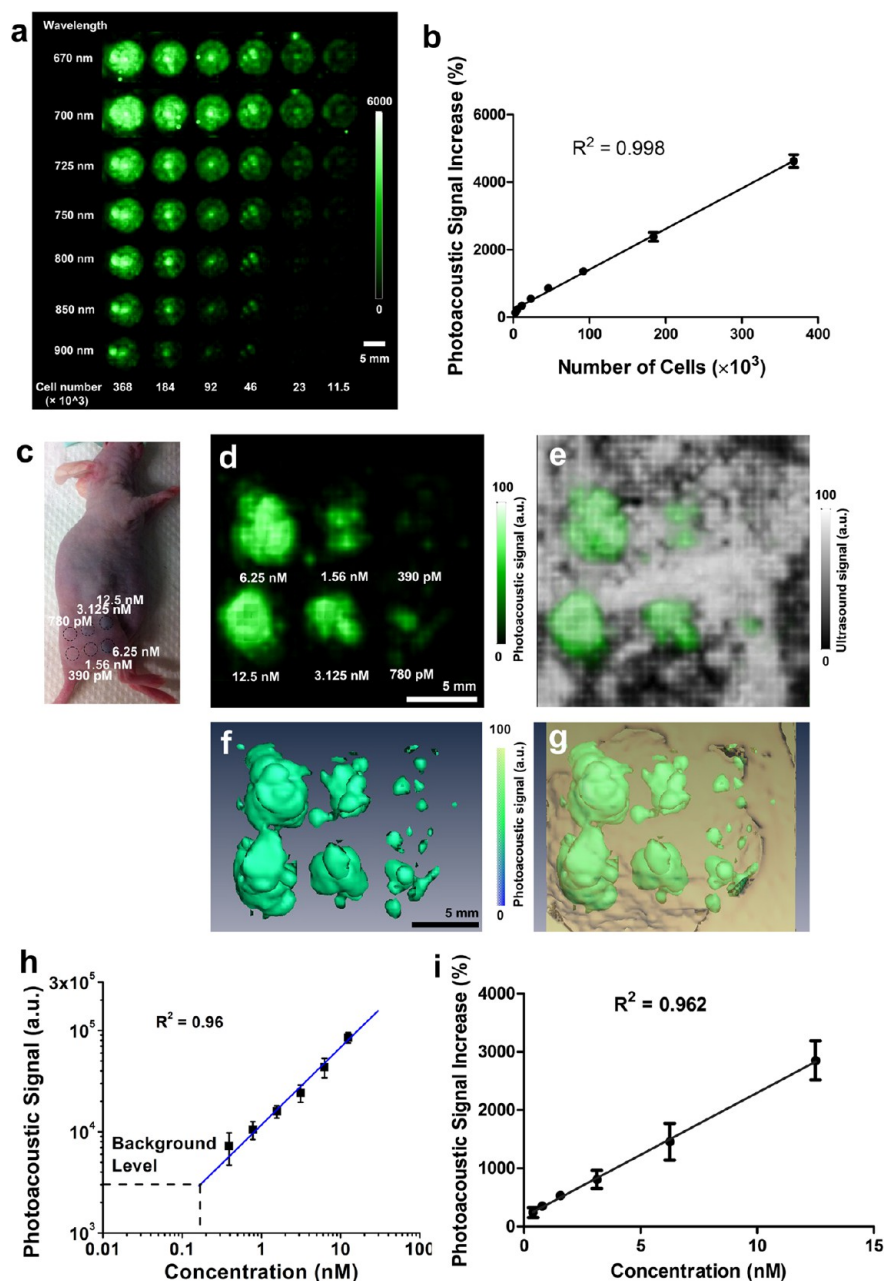 a
Wavelength
670 nm
700 nm
725 nm
750 nm
800 nm
850 nm
900 nm
6000
0
5 mm
Cell number 368 184 92 46 23 11.5
(× 10^3)
b
Photoacoustic Signal Increase (%)
6000
4000
2000
0
R² = 0.998
0 100 200 300 400
Number of Cells (×10³)
c
12.5 nM
3.125 nM
780 pM
6.25 nM
1.56 nM
390 pM
d
6.25 nM 1.56 nM 390 pM
12.5 nM 3.125 nM 780 pM
5 mm
100
0
Photoacoustic signal (a.u.)
e
100
0
Ultrasound signal (a.u.)
f
5 mm
100
0
Photoacoustic signal (a.u.)
g
h
Photoacoustic Signal (a.u.)
3x10⁵
10⁵
10⁴
10³
R² = 0.96
Background
Level
0.01 0.1 1 10 100
Concentration (nM)
i
Photoacoustic Signal Increase (%)
4000
3000
2000
1000
0
R² = 0.962
0 5 10 15
Concentration (nM)